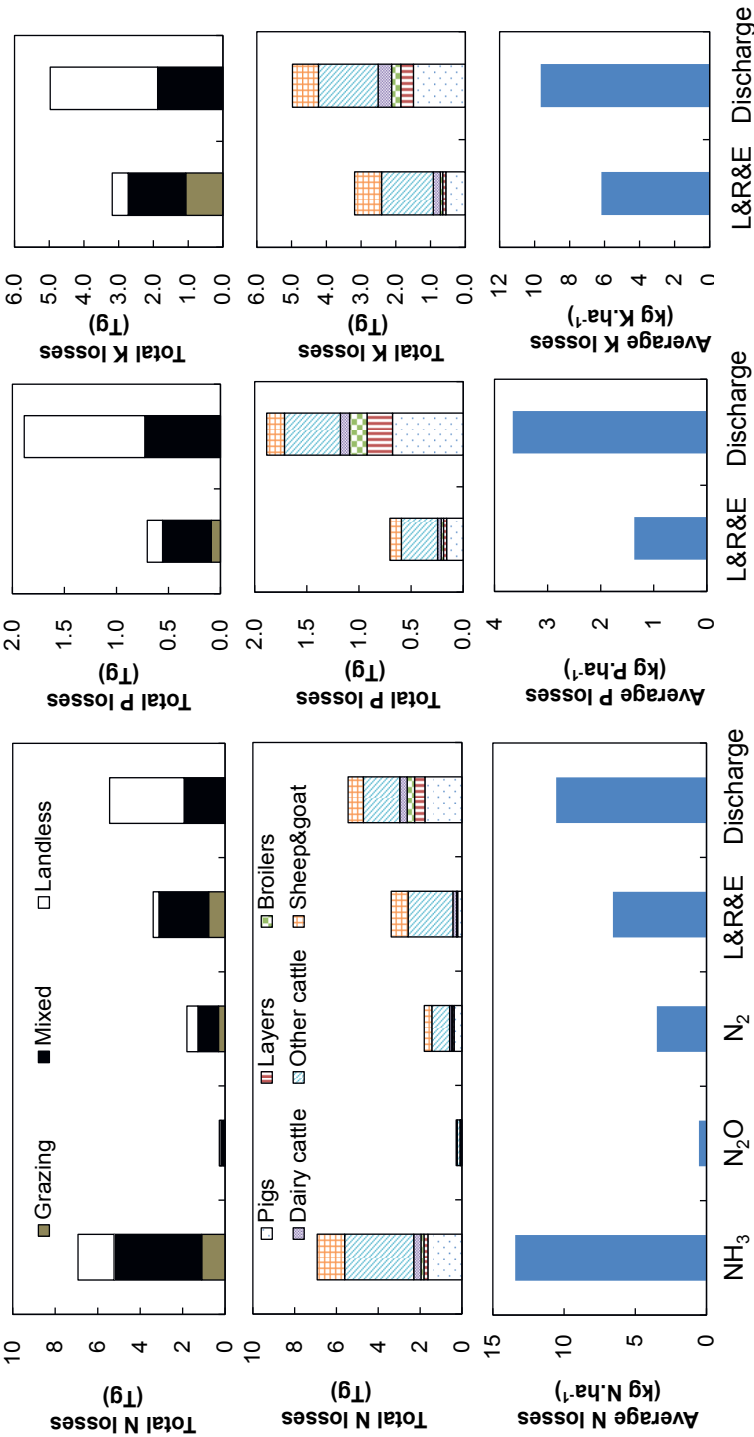 Total N losses
(Tg)
10
8
6
4
2
0
Grazing
Mixed
Landless
Total P losses
(Tg)
2.0
1.5
1.0
0.5
0.0
Total K losses
(Tg)
6.0
5.0
4.0
3.0
2.0
1.0
0.0
Total N losses
(Tg)
10
8
6
4
2
0
Pigs
Layers
Broilers
Dairy cattle
Other cattle
Sheep&goat
Total P losses
(Tg)
2.0
1.5
1.0
0.5
0.0
Total K losses
(Tg)
6.0
5.0
4.0
3.0
2.0
1.0
0.0
Average N losses
(kg N.ha⁻¹)
15
10
5
0
NH₃
N₂O
N₂
L&R&E
Discharge
Average P losses
(kg P.ha⁻¹)
4
3
2
1
0
L&R&E
Discharge
Average K losses
(kg K.ha⁻¹)
12
10
8
6
4
2
0
L&R&E
Discharge